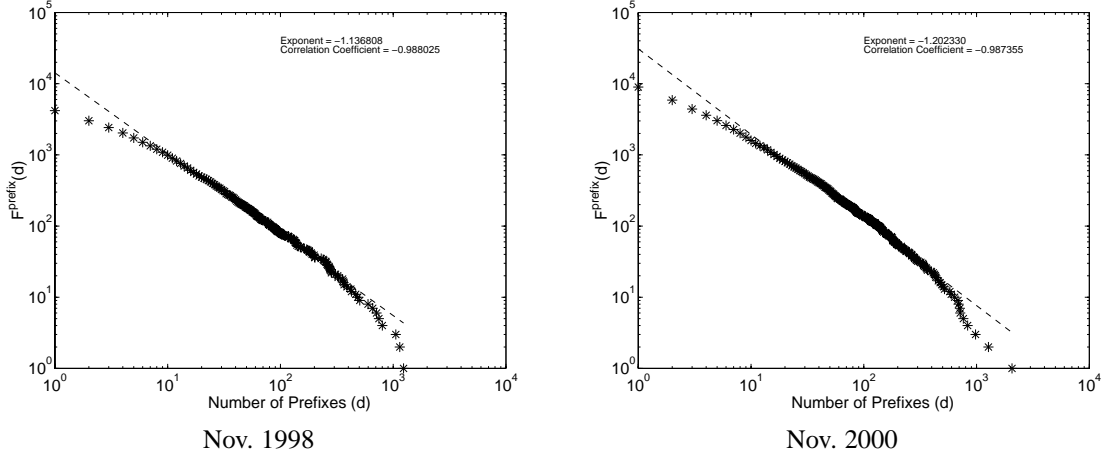 10^5
10^4
10^3
10^2
10^1
10^0
F^prefix(d)
Exponent = −1.136808
Correlation Coefficient = −0.988025
10^0 10^1 10^2 10^3 10^4
Number of Prefixes (d)
Nov. 1998
10^5
10^4
10^3
10^2
10^1
10^0
F^prefix(d)
Exponent = −1.202330
Correlation Coefficient = −0.987355
10^0 10^1 10^2 10^3 10^4
Number of Prefixes (d)
Nov. 2000